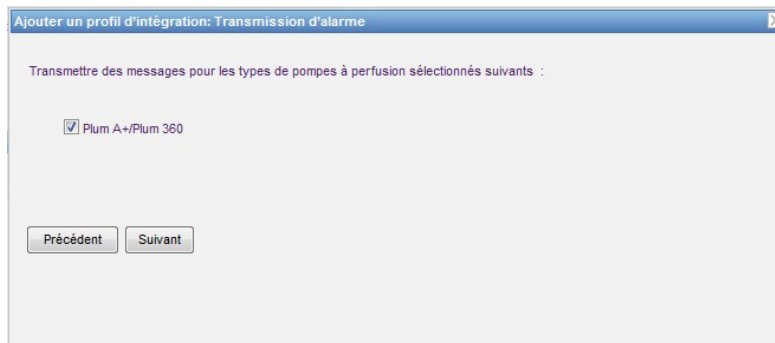 Ajouter un profil d'intégration: Transmission d'alarme
Transmettre des messages pour les types de pompes à perfusion sélectionnés suivants :
Plum A+/Plum 360
Précédent Suivant